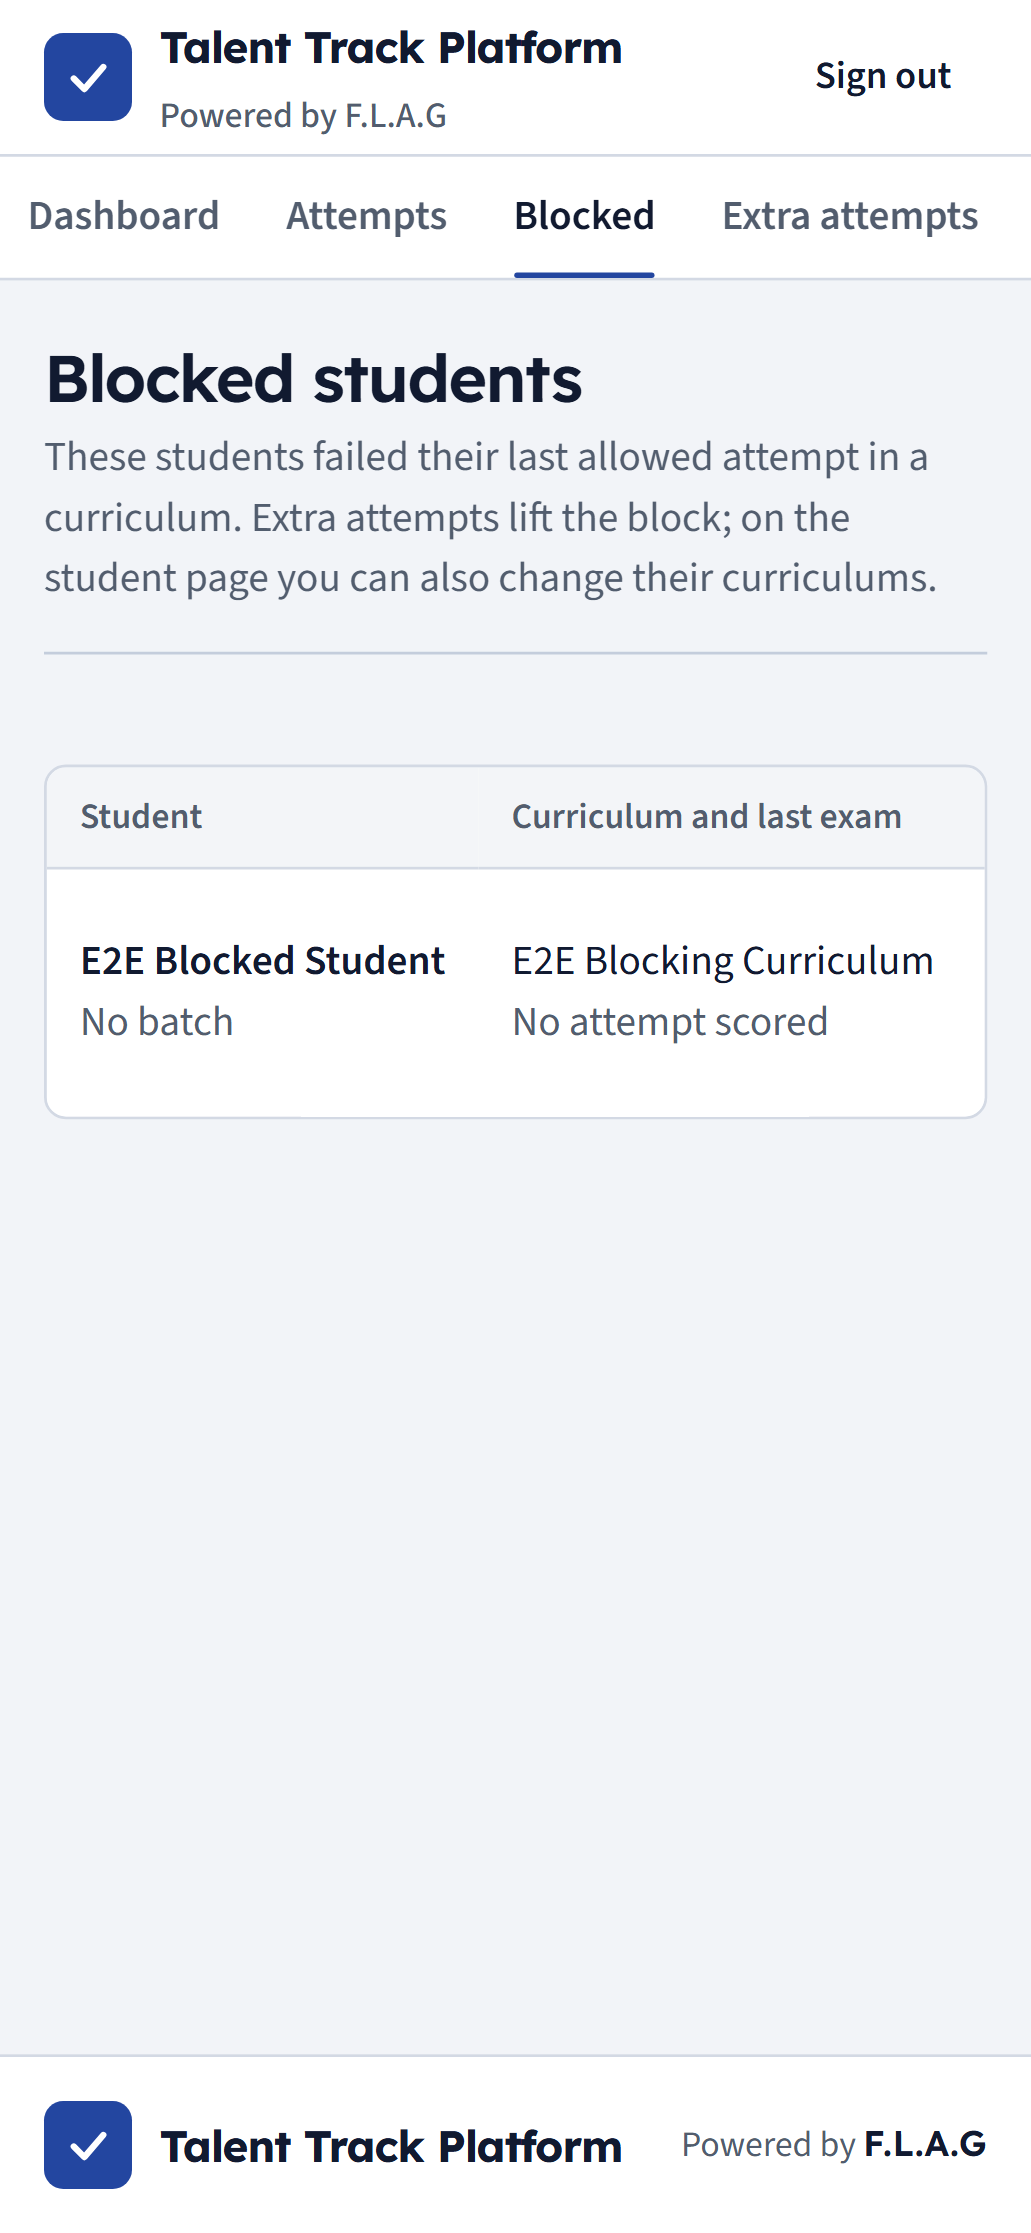 Talent Track Platform
Powered by F.L.A.G
Sign out
Dashboard Attempts Blocked Extra attempts
Blocked students
These students failed their last allowed attempt in a
curriculum. Extra attempts lift the block; on the
student page you can also change their curriculums.
Student Curriculum and last exam
E2E Blocked Student E2E Blocking Curriculum
No batch No attempt scored
Talent Track Platform Powered by F.L.A.G